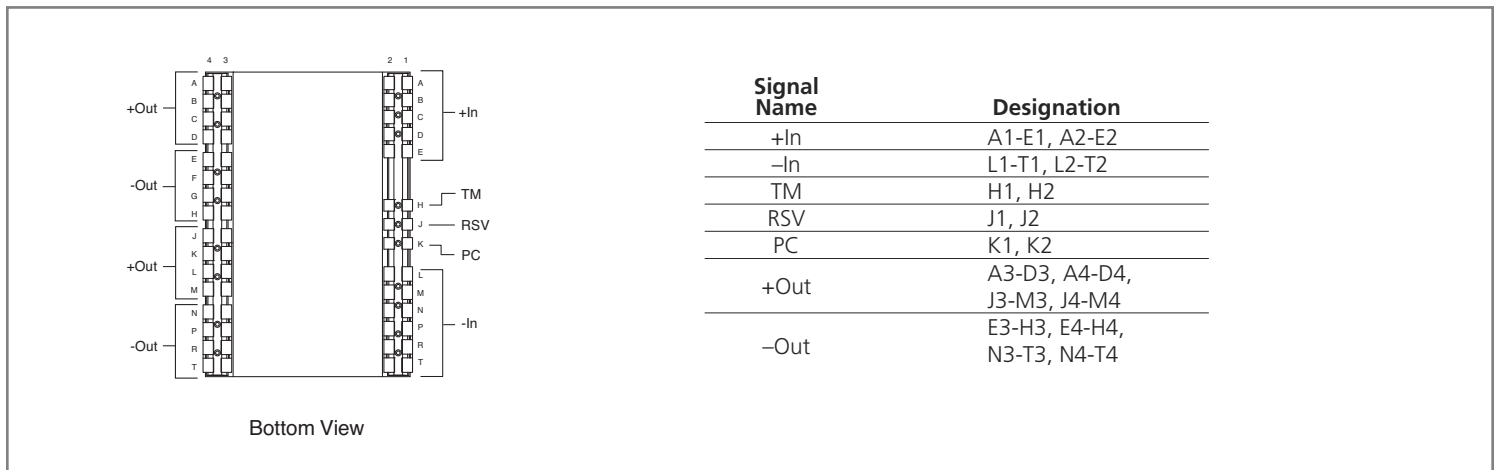 4 3 2 1
A A
B B
+Out +In
C C
D D
E E
F
-Out
G
H H TM
J J RSV
K K PC
+Out
L L
M M
N N
P P -In
-Out
R R
T T
Bottom View
Signal Name Designation
+In A1-E1, A2-E2
–In L1-T1, L2-T2
TM H1, H2
RSV J1, J2
PC K1, K2
+Out A3-D3, A4-D4,
J3-M3, J4-M4
–Out E3-H3, E4-H4,
N3-T3, N4-T4